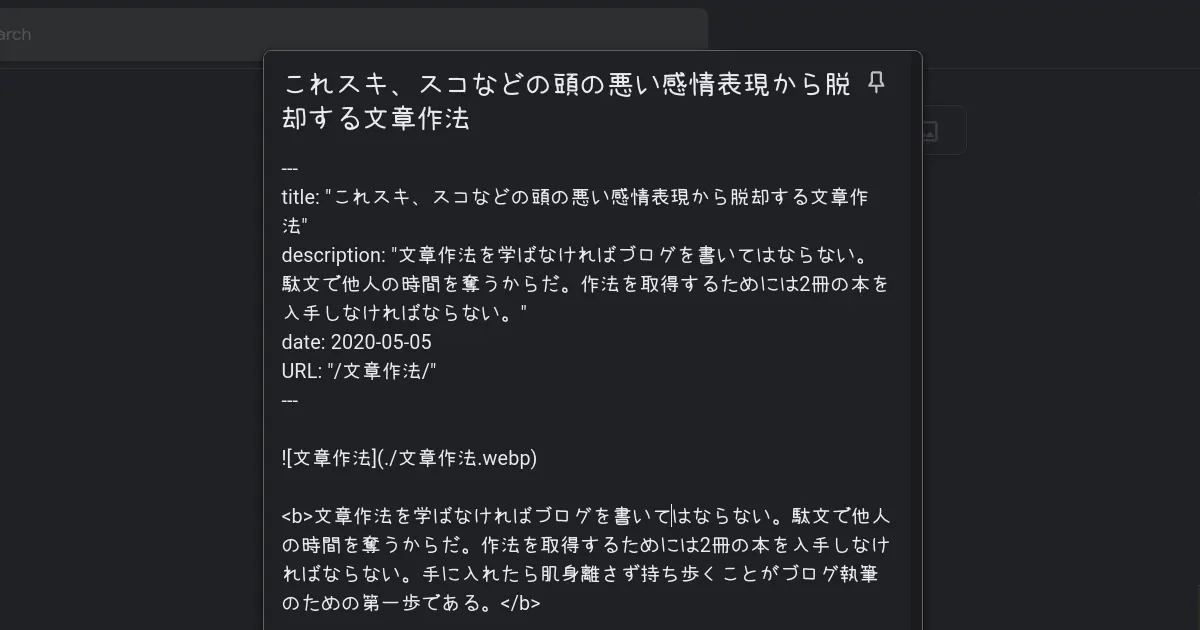 arch
これスキ、スコなどの頭の悪い感情表現から脱
却する文章作法
---
title: "これスキ、スコなどの頭の悪い感情表現から脱却する文章作
法"
description: "文章作法を学ばなければブログを書いてはならない。
駄文で他人の時間を奪うからだ。作法を取得するためには2冊の本を
入手しなければならない。"
date: 2020-05-05
URL: "/文章作法/"
---
![文章作法](./文章作法.webp)
<b>文章作法を学ばなければブログを書いてはならない。駄文で他人
の時間を奪うからだ。作法を取得するためには2冊の本を入手しなけ
ればならない。手に入れたら肌身離さず持ち歩くことがブログ執筆
のための第一歩である。</b>